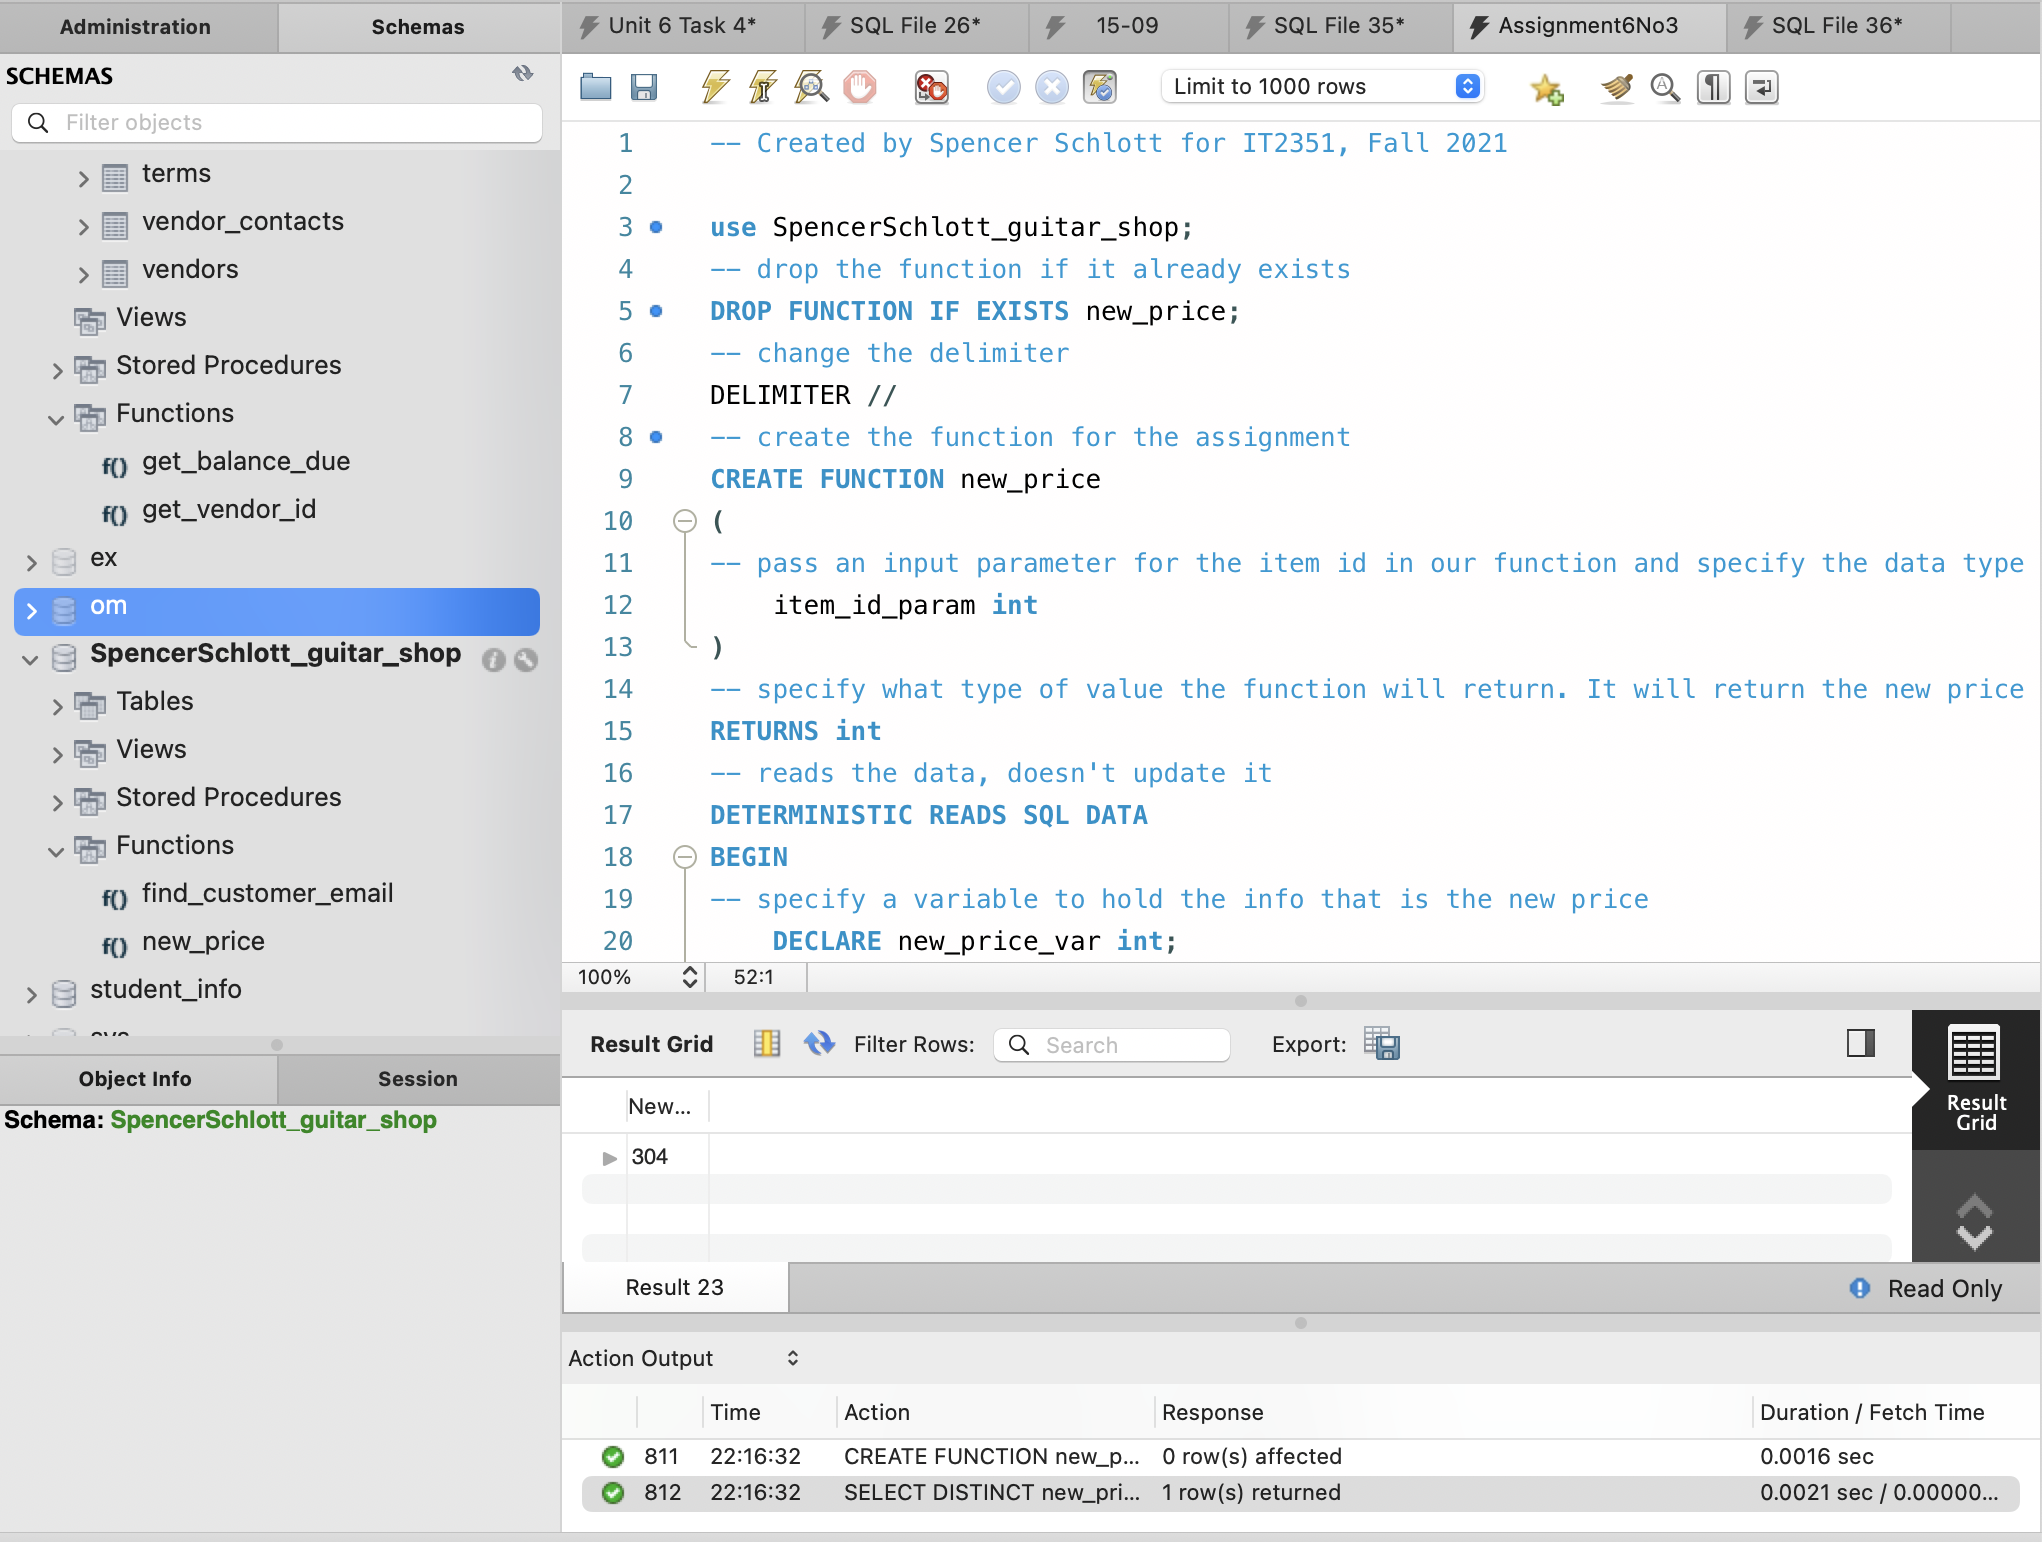 Administration
Schemas
SCHEMAS
Filter objects
terms
vendor_contacts
vendors
Views
Stored Procedures
Functions
f() get_balance_due
f() get_vendor_id
ex
om
SpencerSchlott_guitar_shop
Tables
Views
Stored Procedures
Functions
f() find_customer_email
f() new_price
student_info
Object Info
Session
Schema: SpencerSchlott_guitar_shop
Unit 6 Task 4*
SQL File 26*
15-09
SQL File 35*
Assignment6No3
SQL File 36*
Limit to 1000 rows
1 -- Created by Spencer Schlott for IT2351, Fall 2021
2
3 use SpencerSchlott_guitar_shop;
4 -- drop the function if it already exists
5 DROP FUNCTION IF EXISTS new_price;
6 -- change the delimiter
7 DELIMITER //
8 -- create the function for the assignment
9 CREATE FUNCTION new_price
10 (
11 -- pass an input parameter for the item id in our function and specify the data type
12 item_id_param int
13 )
14 -- specify what type of value the function will return. It will return the new price
15 RETURNS int
16 -- reads the data, doesn't update it
17 DETERMINISTIC READS SQL DATA
18 BEGIN
19 -- specify a variable to hold the info that is the new price
20 DECLARE new_price_var int;
100%
52:1
Result Grid
Filter Rows:
Search
Export:
New...
304
Result Grid
Result 23
Read Only
Action Output
Time Action Response Duration / Fetch Time
811 22:16:32 CREATE FUNCTION new_p... 0 row(s) affected 0.0016 sec
812 22:16:32 SELECT DISTINCT new_pri... 1 row(s) returned 0.0021 sec / 0.00000...